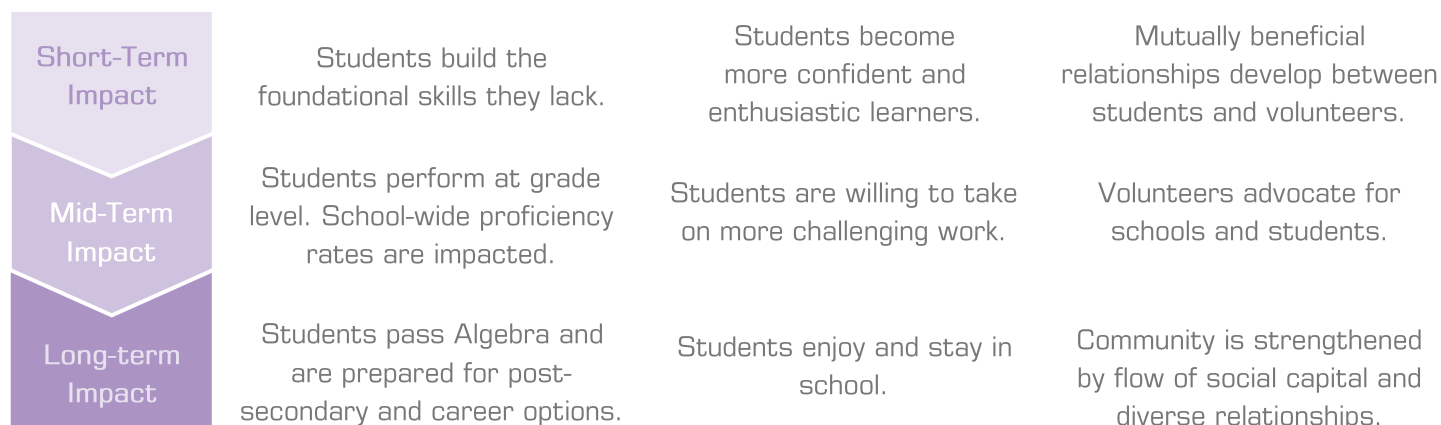 Short-Term
Impact
Students build the
foundational skills they lack.
Students become
more confident and
enthusiastic learners.
Mutually beneficial
relationships develop between
students and volunteers.
Mid-Term
Impact
Students perform at grade
level. School-wide proficiency
rates are impacted.
Students are willing to take
on more challenging work.
Volunteers advocate for
schools and students.
Long-term
Impact
Students pass Algebra and
are prepared for post-
secondary and career options.
Students enjoy and stay in
school.
Community is strengthened
by flow of social capital and
diverse relationships.